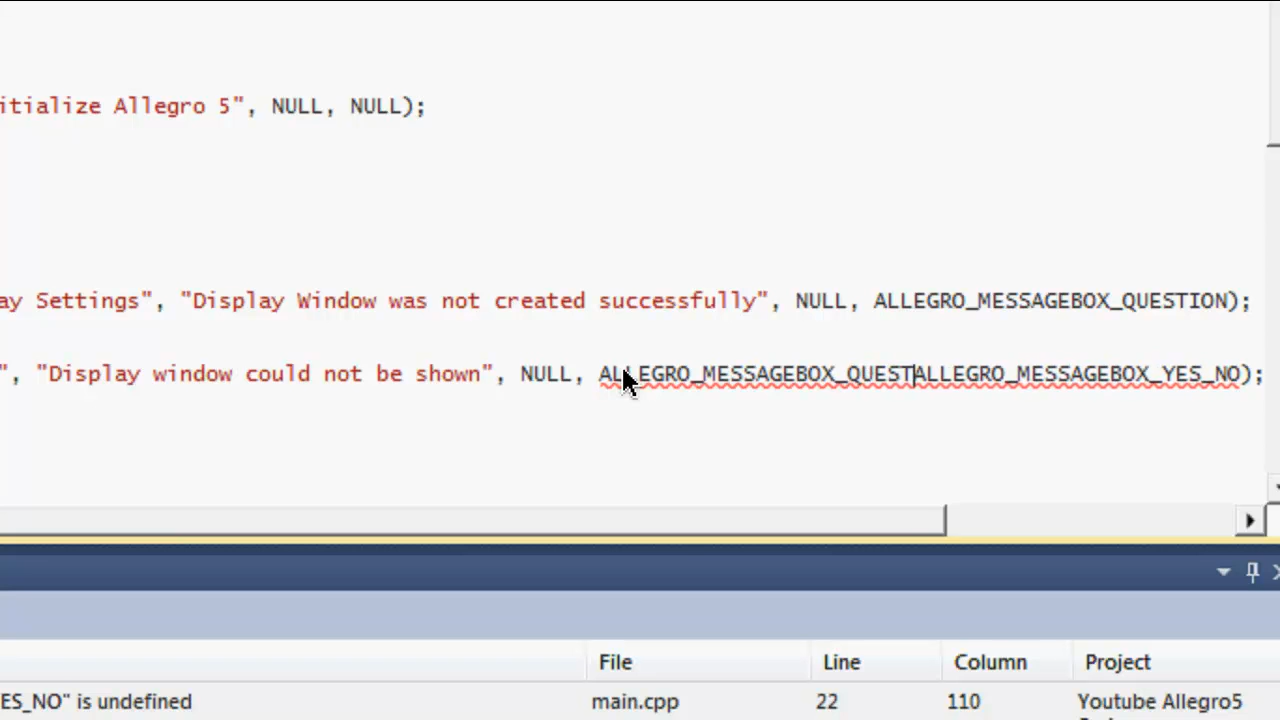 itialize Allegro 5", NULL, NULL);
ay Settings", "Display Window was not created successfully", NULL, ALLEGRO_MESSAGEBOX_QUESTION);
", "Display window could not be shown", NULL, ALLEGRO_MESSAGEBOX_QUESTALLEGRO_MESSAGEBOX_YES_NO);
File Line Column Project
ES_NO" is undefined main.cpp 22 110 Youtube Allegro5